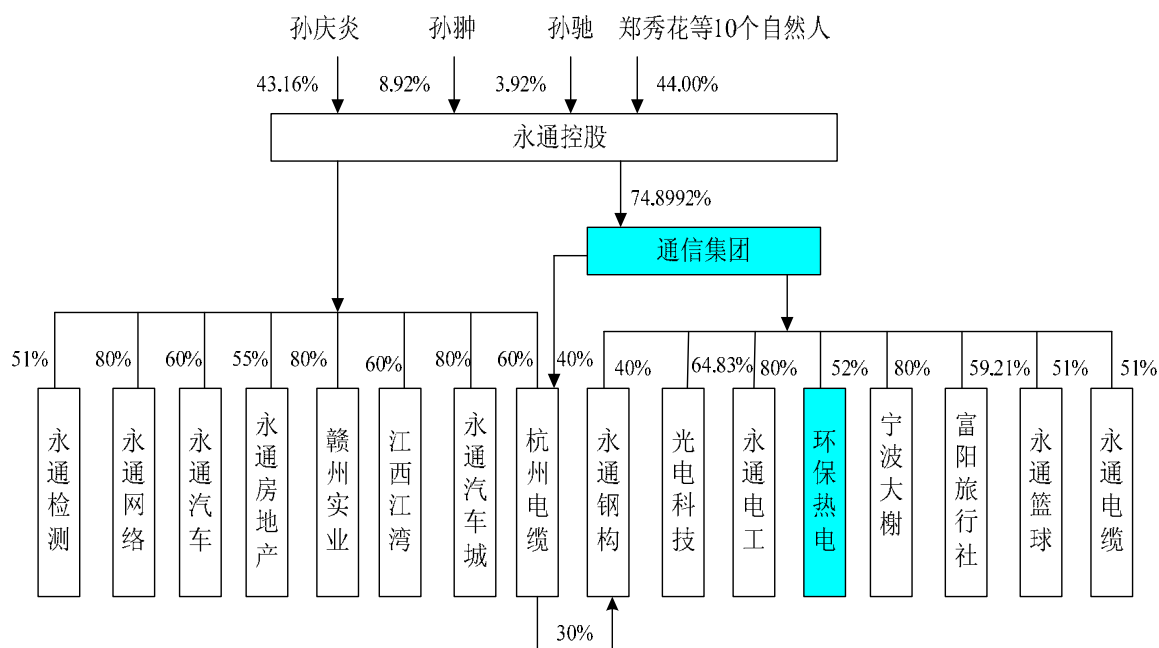 孙庆炎 孙翀 孙驰 郑秀花等10个自然人
43.16% 8.92% 3.92% 44.00%
永通控股
74.8992%
通信集团
51% 80% 60% 55% 80% 60% 80% 60% 40% 40% 64.83% 80% 52% 80% 59.21% 51% 51%
永通检测
永通网络
永通汽车
永通房地产
赣州实业
江西江湾
永通汽车城
杭州电缆
永通钢构
光电科技
永通电工
环保热电
宁波大榭
富阳旅行社
永通篮球
永通电缆
30%